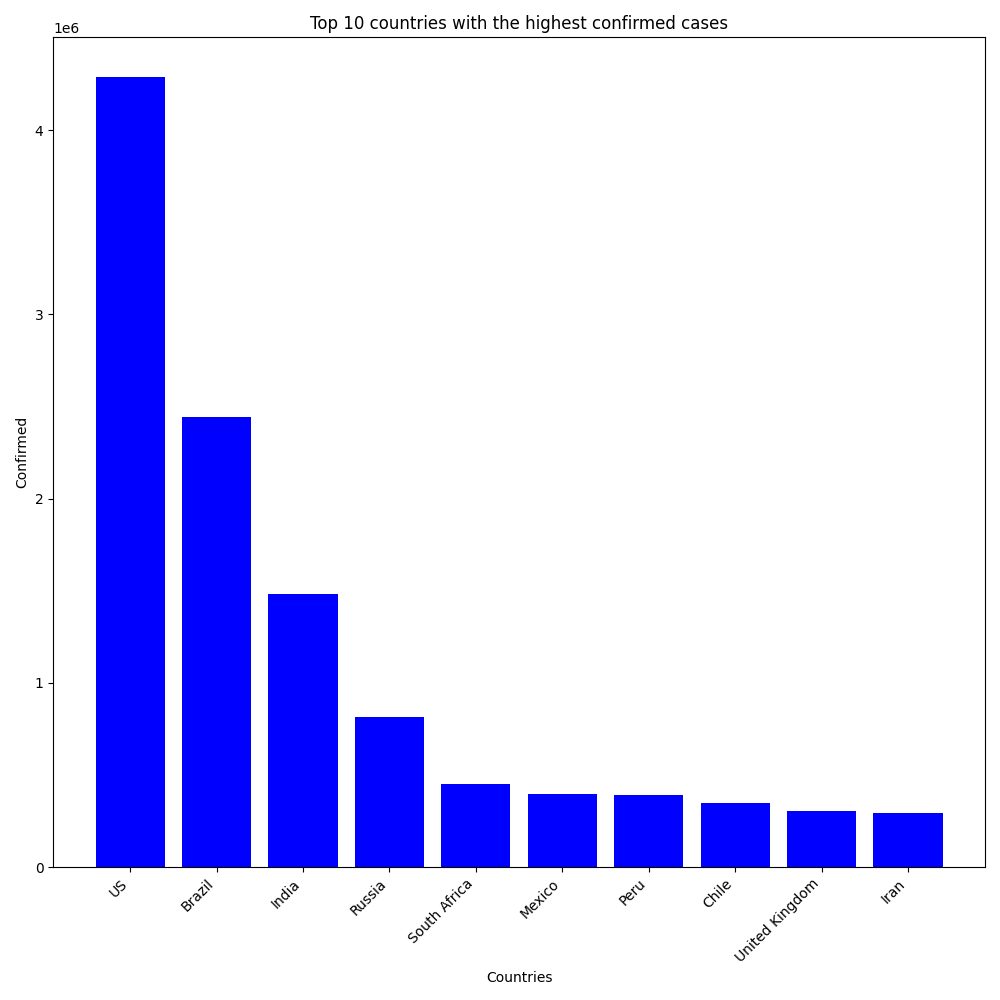 Top 10 countries with the highest confirmed cases
1e6
4
3
2
1
0
Confirmed
US
Brazil
India
Russia
South Africa
Mexico
Peru
Chile
United Kingdom
Iran
Countries